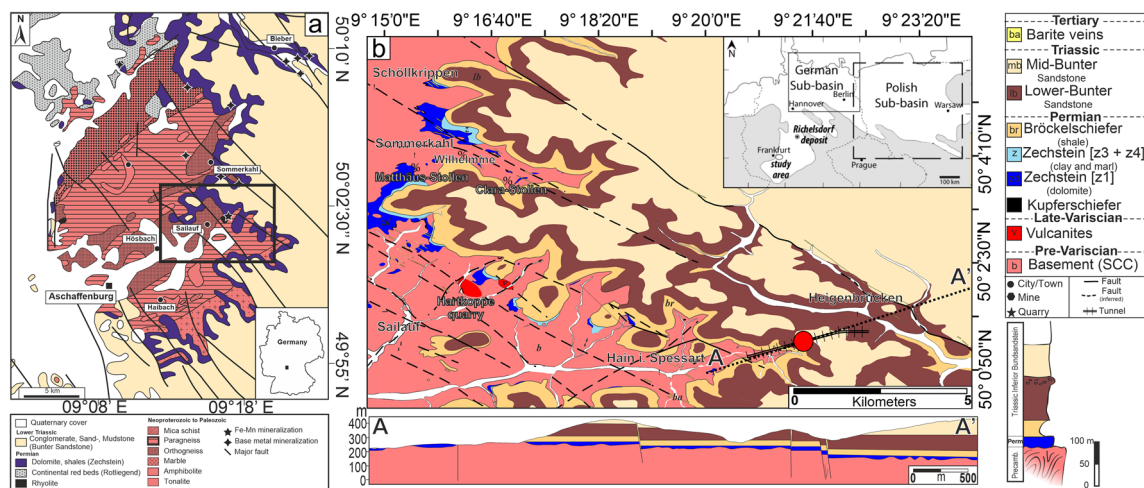 a
N
Bieber
Sommerkahl
Sailauf
Hösbach
Aschaffenburg
Haibach
Germany
5 km
50°10' N
50°02'30'' N
49°55' N
09°08' E
09°18' E
Quaternary cover
Lower Triassic
Conglomerate, Sand-, Mudstone
(Bunter Sandstone)
Permian
Dolomite, shales (Zechstein)
Continental red beds (Rotliegend)
Rhyolite
Neoproterozoic to Paleozoic
Mica schist
Paragneiss
Orthogneiss
Marble
Amphibolite
Tonalite
Fe-Mn mineralization
Base metal mineralization
Major fault
9° 15'00''E
9° 16'40''E
9° 18'20''E
9° 20'00''E
9° 21'40''E
9° 23'20''E
b
Schöllkrippen
lb
Sommerkahl
Wilhelmine
Matthäus-Stollen
Clara-Stollen
Hartkoppe
quarry
Sailauf
b
br
Hain i. Spessart
ba
Heigenbrücken
A
A'
0
Kilometers
5
50° 4'10''N
50° 2'30''N
50° 0'50''N
N
German
Sub-basin
Berlin
Hannover
Polish
Sub-basin
Warsaw
Richelsdorf
deposit
Frankfurt
study
area
Prague
100 km
m
400
300
200
100
0
A
A'
0
m
500
Tertiary
ba Barite veins
Triassic
mb Mid-Bunter
Sandstone
lb Lower-Bunter
Sandstone
Permian
br Bröckelschiefer
(shale)
z Zechstein [z3 + z4]
(clay and marl)
Zechstein [z1]
(dolomite)
Kupferschiefer
Late-Variscian
v Vulcanites
Pre-Variscian
b Basement (SCC)
City/Town
Mine
Quarry
Fault
Fault
(inferred)
Tunnel
Triassic Inferior Bundsandstein
Perm
Precamb.
100 m
50
0